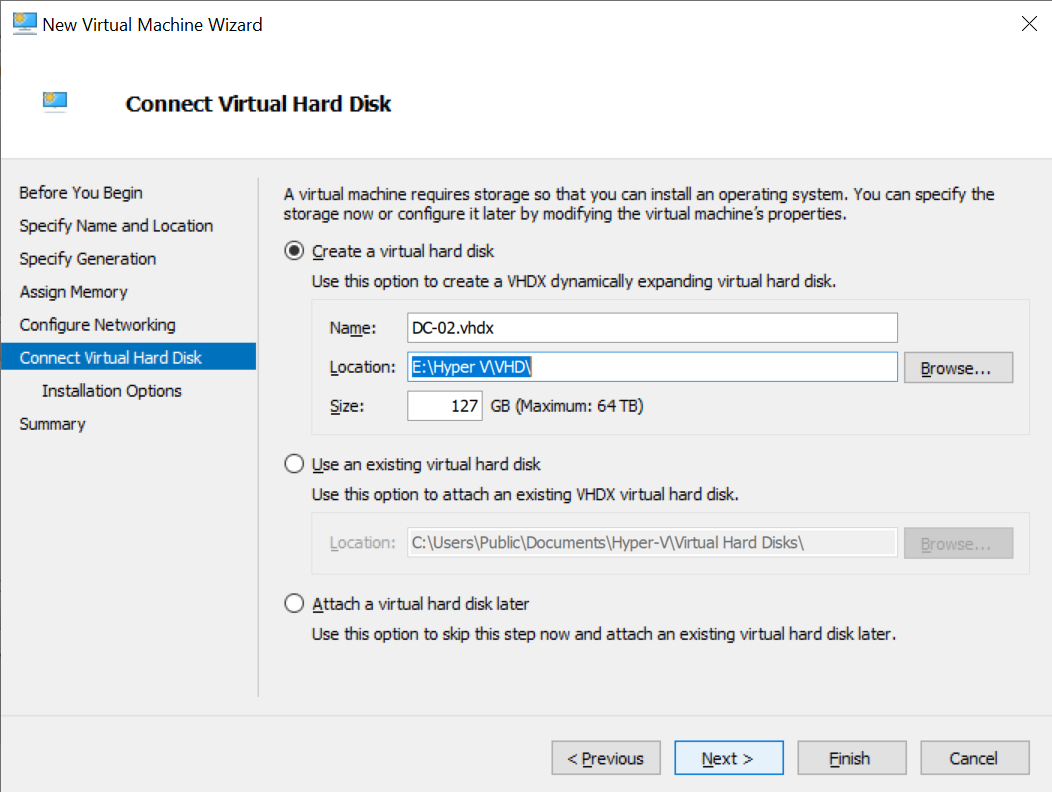 New Virtual Machine Wizard
Connect Virtual Hard Disk
Before You Begin
Specify Name and Location
Specify Generation
Assign Memory
Configure Networking
Connect Virtual Hard Disk
Installation Options
Summary
A virtual machine requires storage so that you can install an operating system. You can specify the
storage now or configure it later by modifying the virtual machine's properties.
Create a virtual hard disk
Use this option to create a VHDX dynamically expanding virtual hard disk.
Name: DC-02.vhdx
Location: E:\Hyper V\VHD\ Browse...
Size: 127 GB (Maximum: 64 TB)
Use an existing virtual hard disk
Use this option to attach an existing VHDX virtual hard disk.
Location: C:\Users\Public\Documents\Hyper-V\Virtual Hard Disks\ Browse...
Attach a virtual hard disk later
Use this option to skip this step now and attach an existing virtual hard disk later.
< Previous Next > Finish Cancel